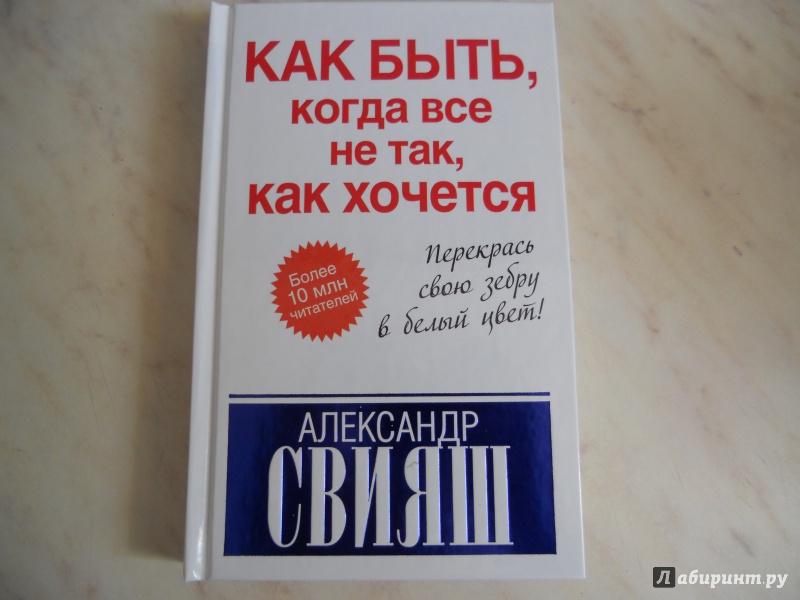 КАК БЫТЬ,
когда все
не так,
как хочется
Перекрась
свою зебру
в белый цвет!
Более
10 млн
читателей
АЛЕКСАНДР
СВИЯШ
Лабиринт.ру